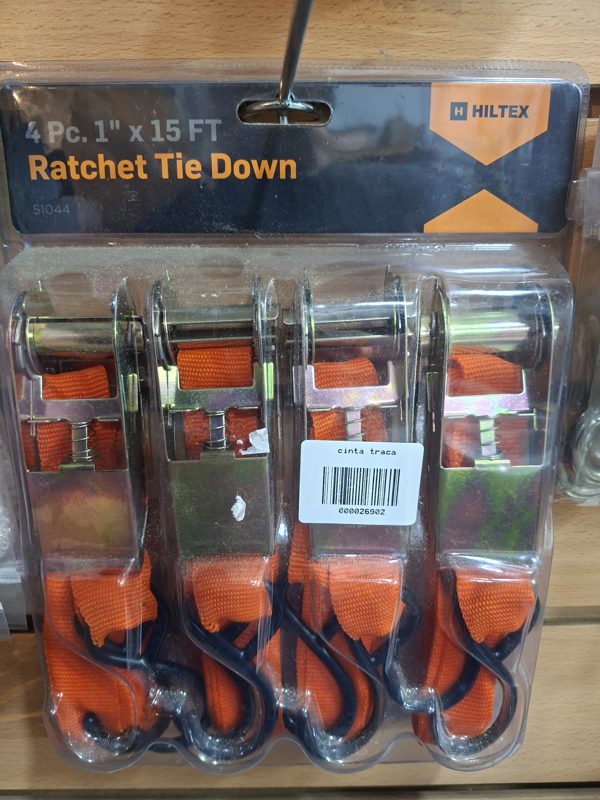 4 Pc. 1" x 15 FT
Ratchet Tie Down
51044
H HILTEX
cinta traca
000026902